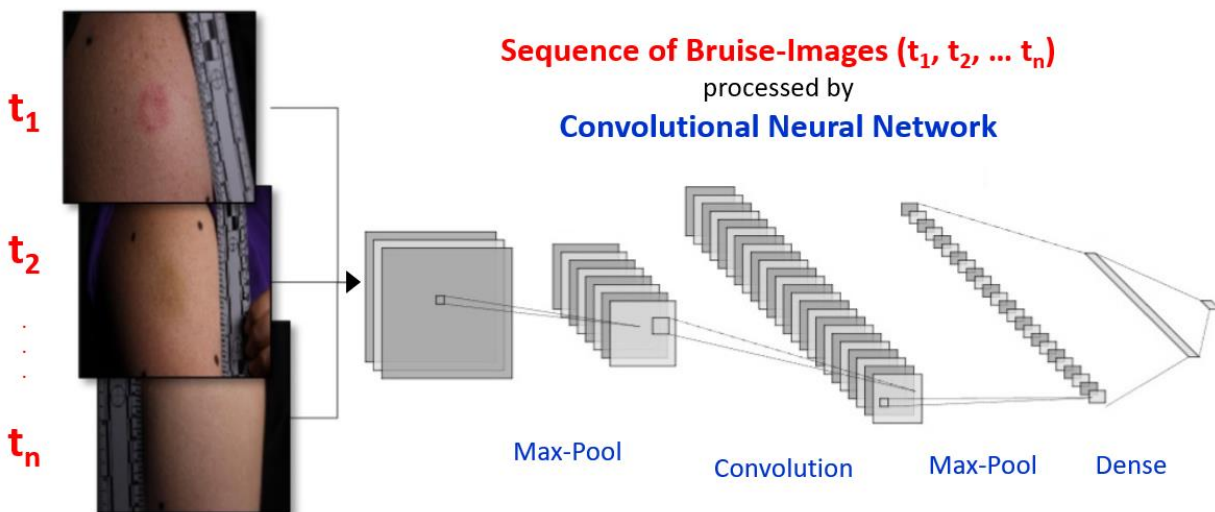 Sequence of Bruise-Images (t₁, t₂, … tₙ)
processed by
Convolutional Neural Network
t₁
t₂
.
.
.
tₙ
Max-Pool
Convolution
Max-Pool
Dense